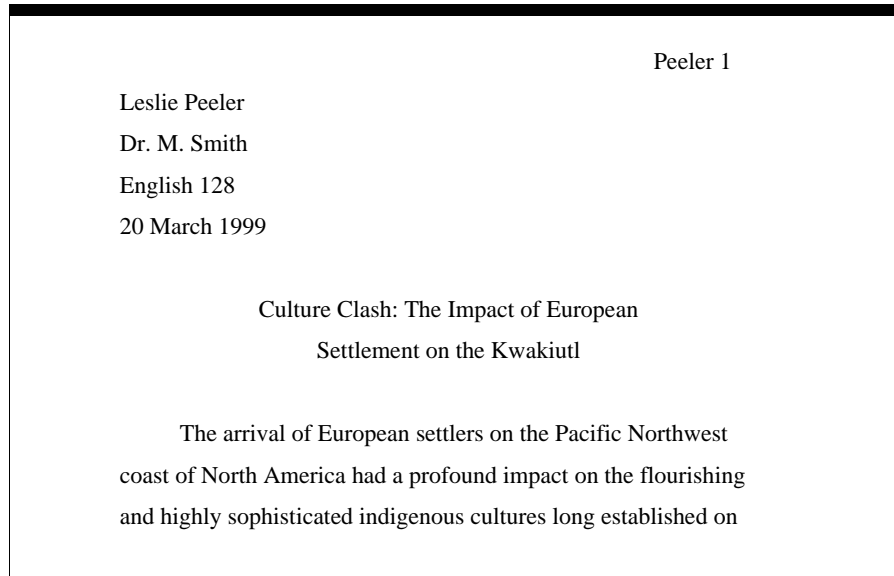 Peeler 1
Leslie Peeler
Dr. M. Smith
English 128
20 March 1999
Culture Clash: The Impact of European
Settlement on the Kwakiutl
The arrival of European settlers on the Pacific Northwest
coast of North America had a profound impact on the flourishing
and highly sophisticated indigenous cultures long established on